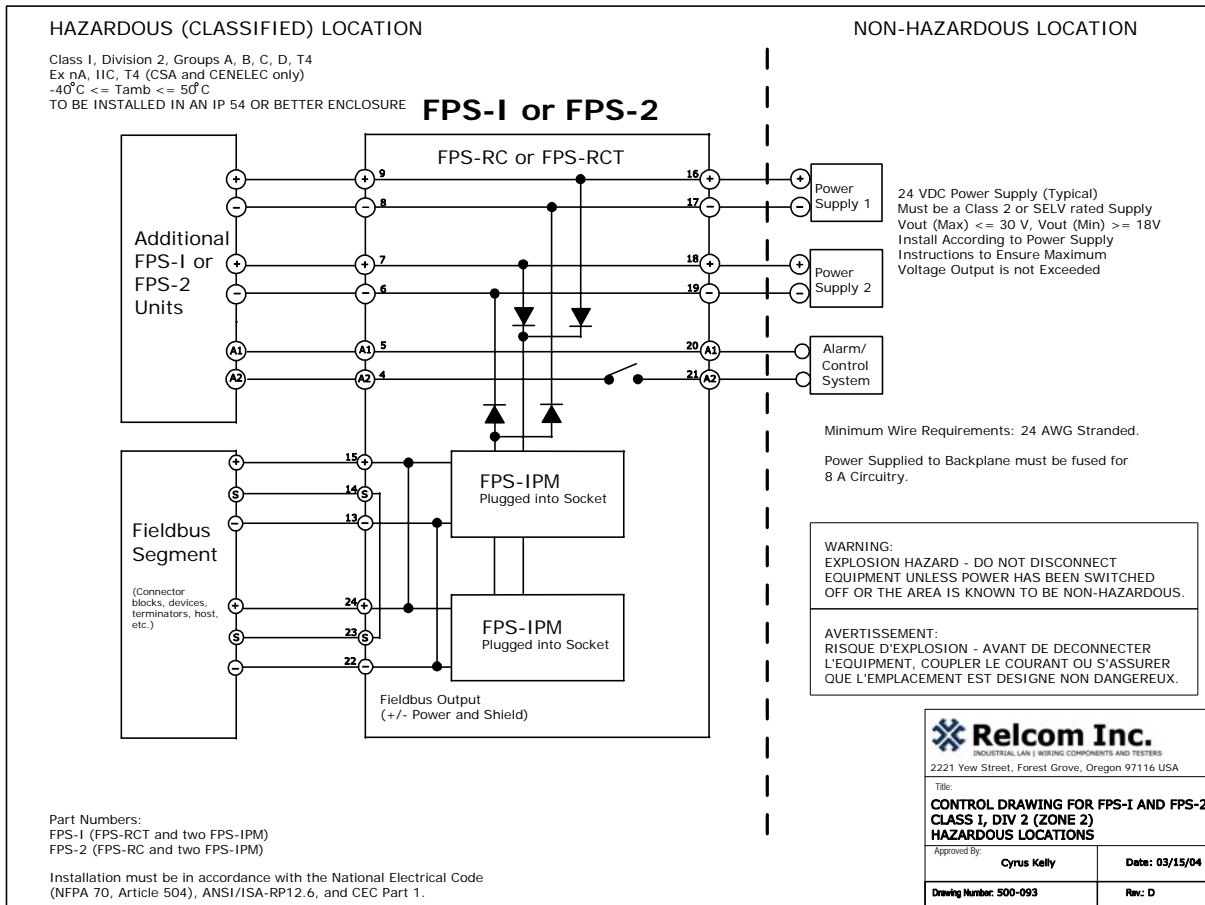 HAZARDOUS (CLASSIFIED) LOCATION
NON-HAZARDOUS LOCATION
Class I, Division 2, Groups A, B, C, D, T4
Ex nA, IIC, T4 (CSA and CENELEC only)
-40°C <= Tamb <= 50°C
TO BE INSTALLED IN AN IP 54 OR BETTER ENCLOSURE
FPS-I or FPS-2
FPS-RC or FPS-RCT
Additional
FPS-I or
FPS-2
Units
+ + 9 16 + +
- - 8 17 - -
+ + 7 18 + +
- - 6 19 - -
A1 A1 5 20 A1
A2 A2 4 21 A2
Power
Supply 1
Power
Supply 2
Alarm/
Control
System
24 VDC Power Supply (Typical)
Must be a Class 2 or SELV rated Supply
Vout (Max) <= 30 V, Vout (Min) >= 18V
Install According to Power Supply
Instructions to Ensure Maximum
Voltage Output is not Exceeded
Minimum Wire Requirements: 24 AWG Stranded.
Power Supplied to Backplane must be fused for
8 A Circuitry.
Fieldbus
Segment
(Connector
blocks, devices,
terminators, host,
etc.)
+ 15 +
S 14 S
- 13 -
+ 24 +
S 23 S
- 22 -
FPS-IPM
Plugged into Socket
FPS-IPM
Plugged into Socket
Fieldbus Output
(+/- Power and Shield)
WARNING:
EXPLOSION HAZARD - DO NOT DISCONNECT
EQUIPMENT UNLESS POWER HAS BEEN SWITCHED
OFF OR THE AREA IS KNOWN TO BE NON-HAZARDOUS.
AVERTISSEMENT:
RISQUE D'EXPLOSION - AVANT DE DECONNECTER
L'EQUIPMENT, COUPLER LE COURANT OU S'ASSURER
QUE L'EMPLACEMENT EST DESIGNE NON DANGEREUX.
Part Numbers:
FPS-I (FPS-RCT and two FPS-IPM)
FPS-2 (FPS-RC and two FPS-IPM)
Installation must be in accordance with the National Electrical Code
(NFPA 70, Article 504), ANSI/ISA-RP12.6, and CEC Part 1.
Relcom Inc.
INDUSTRIAL LAN | WIRING COMPONENTS AND TESTERS
2221 Yew Street, Forest Grove, Oregon 97116 USA
Title:
CONTROL DRAWING FOR FPS-I AND FPS-2
CLASS I, DIV 2 (ZONE 2)
HAZARDOUS LOCATIONS
Approved By:
Cyrus Kelly
Date: 03/15/04
Drawing Number: 500-093
Rev.: D